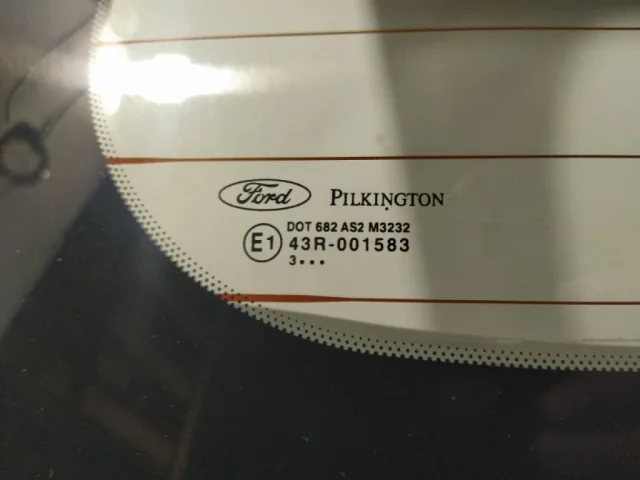 Ford PILKINGTON
DOT 682 AS2 M3232
E1 43R-001583
3•••